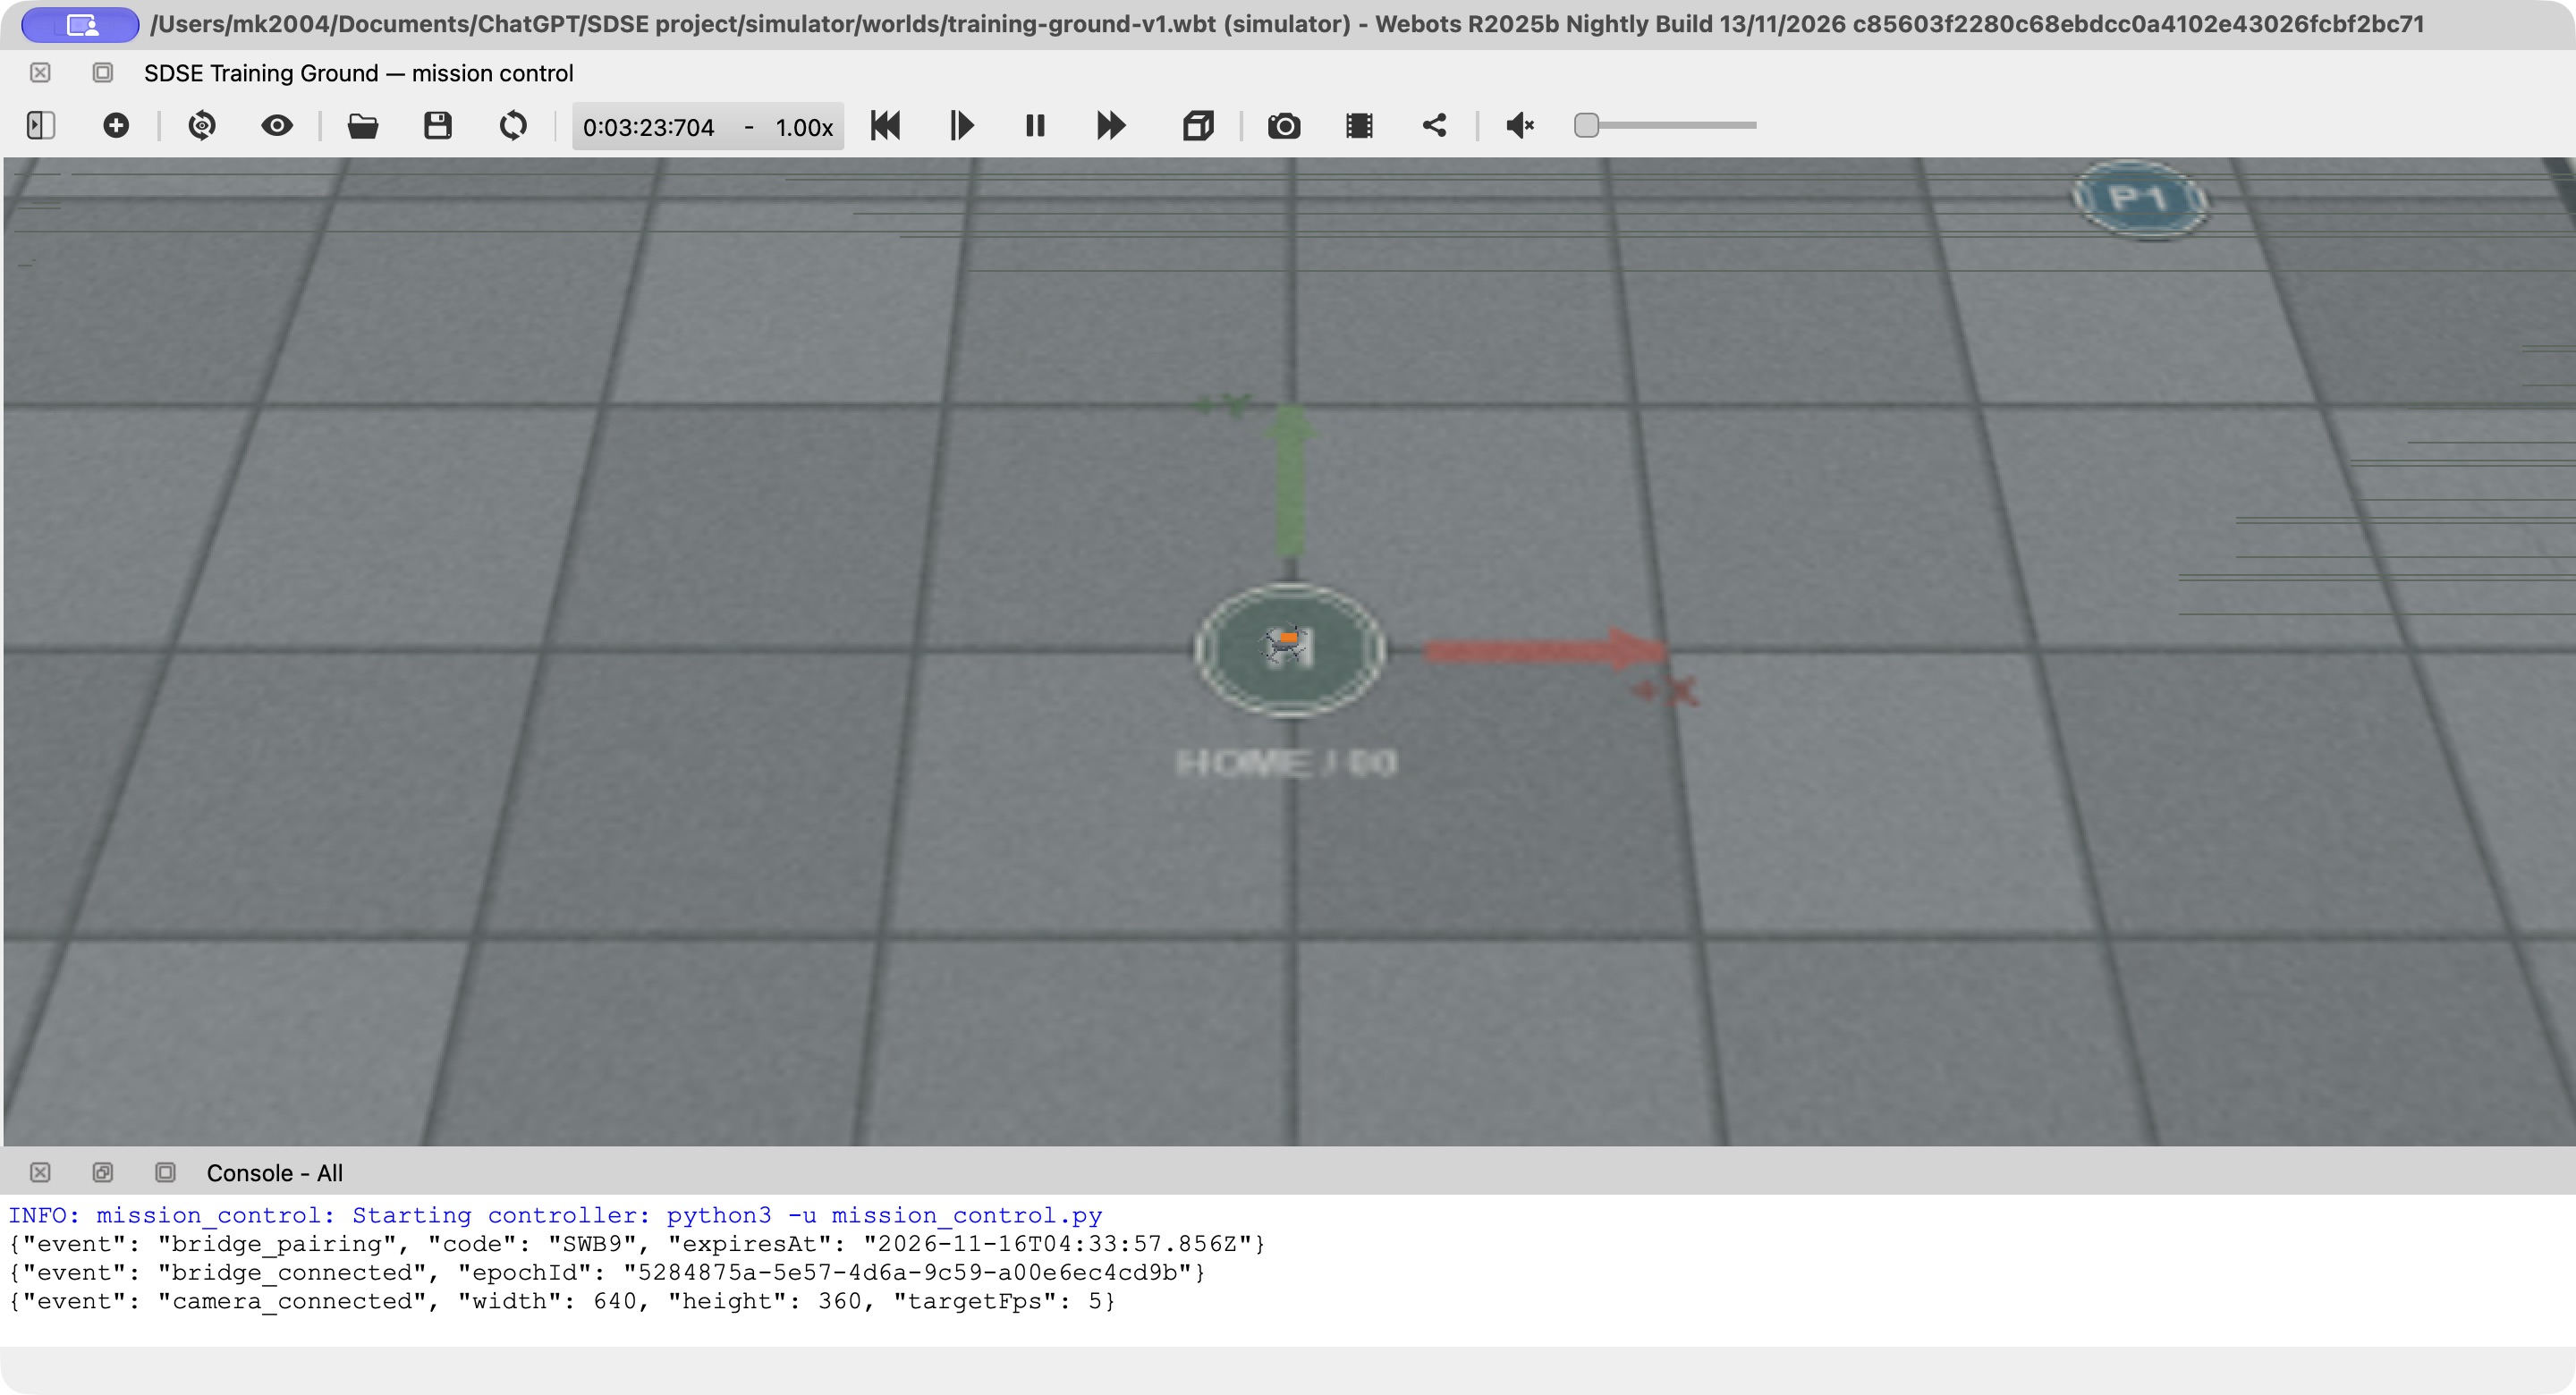 /Users/mk2004/Documents/ChatGPT/SDSE project/simulator/worlds/training-ground-v1.wbt (simulator) - Webots R2025b Nightly Build 13/11/2026 c85603f2280c68ebdcc0a4102e43026fcbf2bc71
SDSE Training Ground — mission control
0:03:23:704 - 1.00x
P1
+Y
H
+X
HOME / 00
Console - All
INFO: mission_control: Starting controller: python3 -u mission_control.py
{"event": "bridge_pairing", "code": "SWB9", "expiresAt": "2026-11-16T04:33:57.856Z"}
{"event": "bridge_connected", "epochId": "5284875a-5e57-4d6a-9c59-a00e6ec4cd9b"}
{"event": "camera_connected", "width": 640, "height": 360, "targetFps": 5}